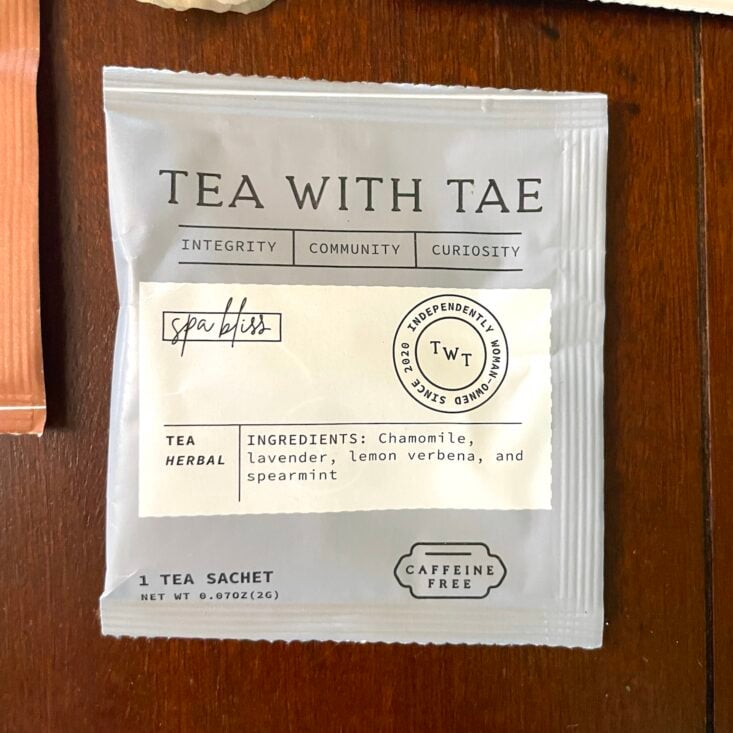 TEA WITH TAE
INTEGRITY COMMUNITY CURIOSITY
spa bliss
INDEPENDENTLY WOMAN-OWNED SINCE 2020
TWT
TEA
HERBAL
INGREDIENTS: Chamomile,
lavender, lemon verbena, and
spearmint
1 TEA SACHET
NET WT 0.07OZ(2G)
CAFFEINE
FREE